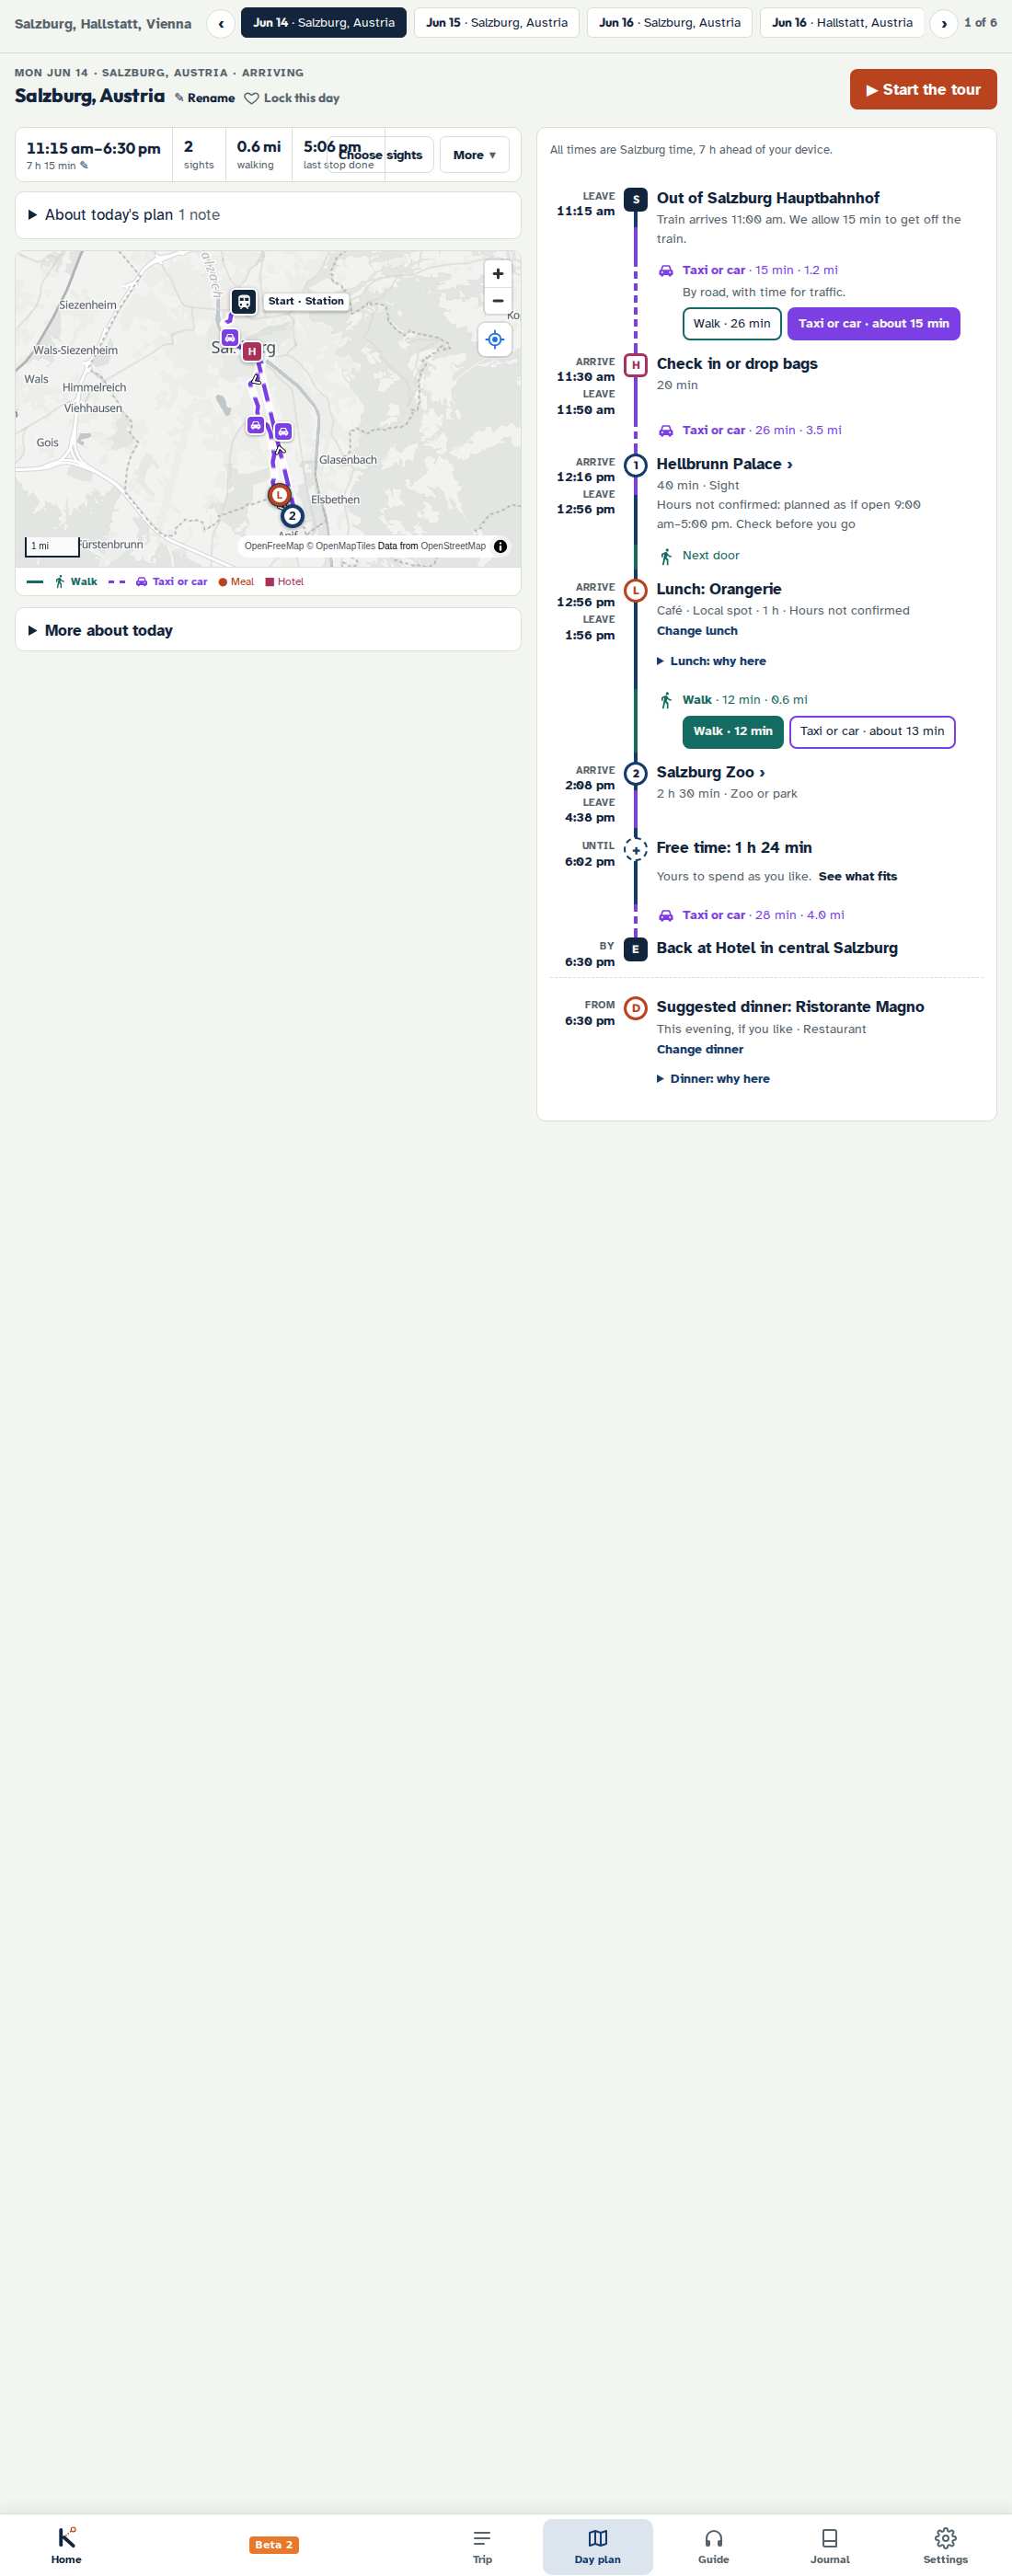 Salzburg, Hallstatt, Vienna
‹
Jun 14 · Salzburg, Austria
Jun 15 · Salzburg, Austria
Jun 16 · Salzburg, Austria
Jun 16 · Hallstatt, Austria
›
1 of 6
MON JUN 14 · SALZBURG, AUSTRIA · ARRIVING
Salzburg, Austria ✎ Rename Lock this day
▶ Start the tour
11:15 am–6:30 pm
7 h 15 min ✎
2
sights
0.6 mi
walking
5:06 pm
last stop done
Choose sights
More ▾
▶ About today's plan 1 note
Siezenheim
Start · Station
Wals-Siezenheim
Wals
Himmelreich
Viehhausen
Gois
H
Glasenbach
L
Elsbethen
2
1 mi
Fürstenbrunn
OpenFreeMap © OpenMapTiles Data from OpenStreetMap
Walk
Taxi or car
Meal
Hotel
▶ More about today
All times are Salzburg time, 7 h ahead of your device.
LEAVE
11:15 am
S
Out of Salzburg Hauptbahnhof
Train arrives 11:00 am. We allow 15 min to get off the
train.
Taxi or car · 15 min · 1.2 mi
By road, with time for traffic.
Walk · 26 min
Taxi or car · about 15 min
ARRIVE
11:30 am
LEAVE
11:50 am
H
Check in or drop bags
20 min
Taxi or car · 26 min · 3.5 mi
ARRIVE
12:16 pm
LEAVE
12:56 pm
1
Hellbrunn Palace ›
40 min · Sight
Hours not confirmed: planned as if open 9:00
am–5:00 pm. Check before you go
Next door
ARRIVE
12:56 pm
LEAVE
1:56 pm
L
Lunch: Orangerie
Café · Local spot · 1 h · Hours not confirmed
Change lunch
▶ Lunch: why here
Walk · 12 min · 0.6 mi
Walk · 12 min
Taxi or car · about 13 min
ARRIVE
2:08 pm
LEAVE
4:38 pm
2
Salzburg Zoo ›
2 h 30 min · Zoo or park
UNTIL
6:02 pm
+
Free time: 1 h 24 min
Yours to spend as you like. See what fits
Taxi or car · 28 min · 4.0 mi
BY
6:30 pm
E
Back at Hotel in central Salzburg
FROM
6:30 pm
D
Suggested dinner: Ristorante Magno
This evening, if you like · Restaurant
Change dinner
▶ Dinner: why here
Home
Beta 2
Trip
Day plan
Guide
Journal
Settings